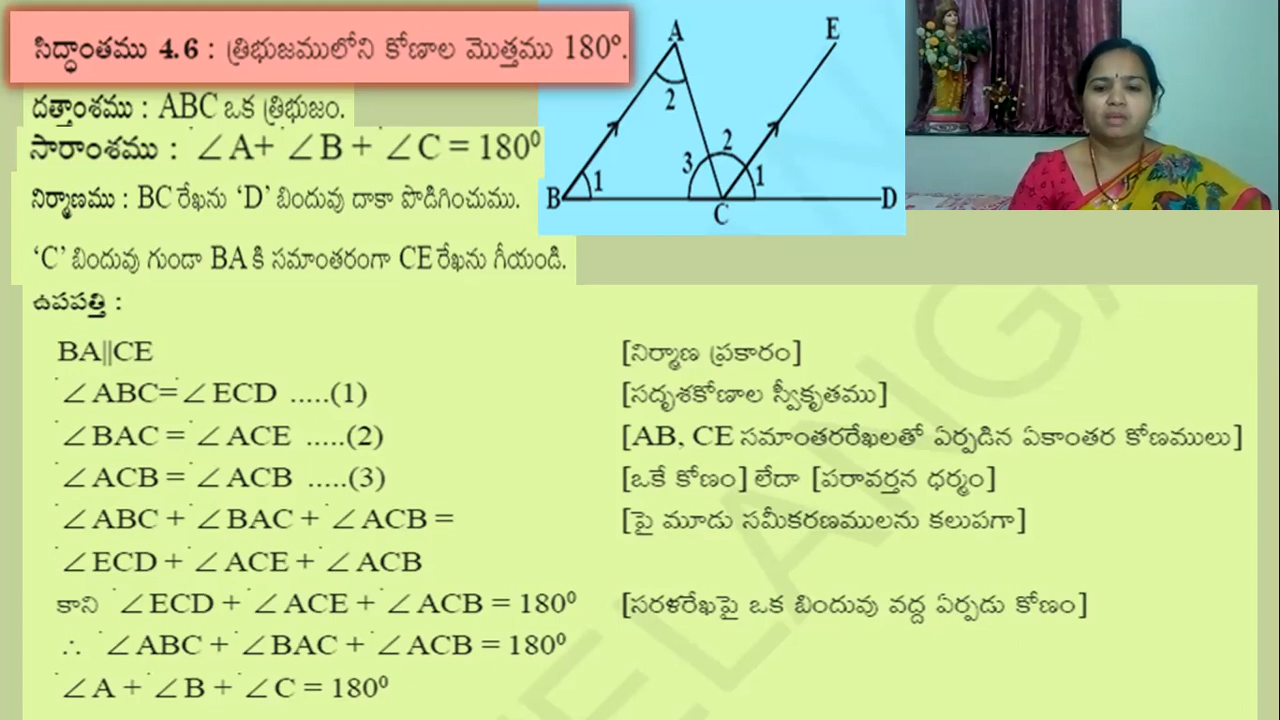 సిద్ధాంతము 4.6 : త్రిభుజములోని కోణాల మొత్తము 180°.
దత్తాంశము : ABC ఒక త్రిభుజం.
సారాంశము : ∠A+ ∠B + ∠C = 180⁰
నిర్మాణము : BC రేఖను ‘D’ బిందువు దాకా పొడిగించుము.
‘C’ బిందువు గుండా BA కి సమాంతరంగా CE రేఖను గీయండి.
A E
2
B 1 3 2 1 D
C
ఉపపత్తి :
BA||CE [నిర్మాణ ప్రకారం]
∠ABC=∠ECD .....(1) [సదృశకోణాల స్వీకృతము]
∠BAC = ∠ACE .....(2) [AB, CE సమాంతరరేఖలతో ఏర్పడిన ఏకాంతర కోణములు]
∠ACB = ∠ACB .....(3) [ఒకే కోణం] లేదా [పరావర్తన ధర్మం]
∠ABC + ∠BAC + ∠ACB = [పై మూడు సమీకరణములను కలుపగా]
∠ECD + ∠ACE + ∠ACB
కాని ∠ECD + ∠ACE + ∠ACB = 180⁰ [సరళరేఖపై ఒక బిందువు వద్ద ఏర్పడు కోణం]
∴ ∠ABC + ∠BAC + ∠ACB = 180⁰
∠A + ∠B + ∠C = 180⁰